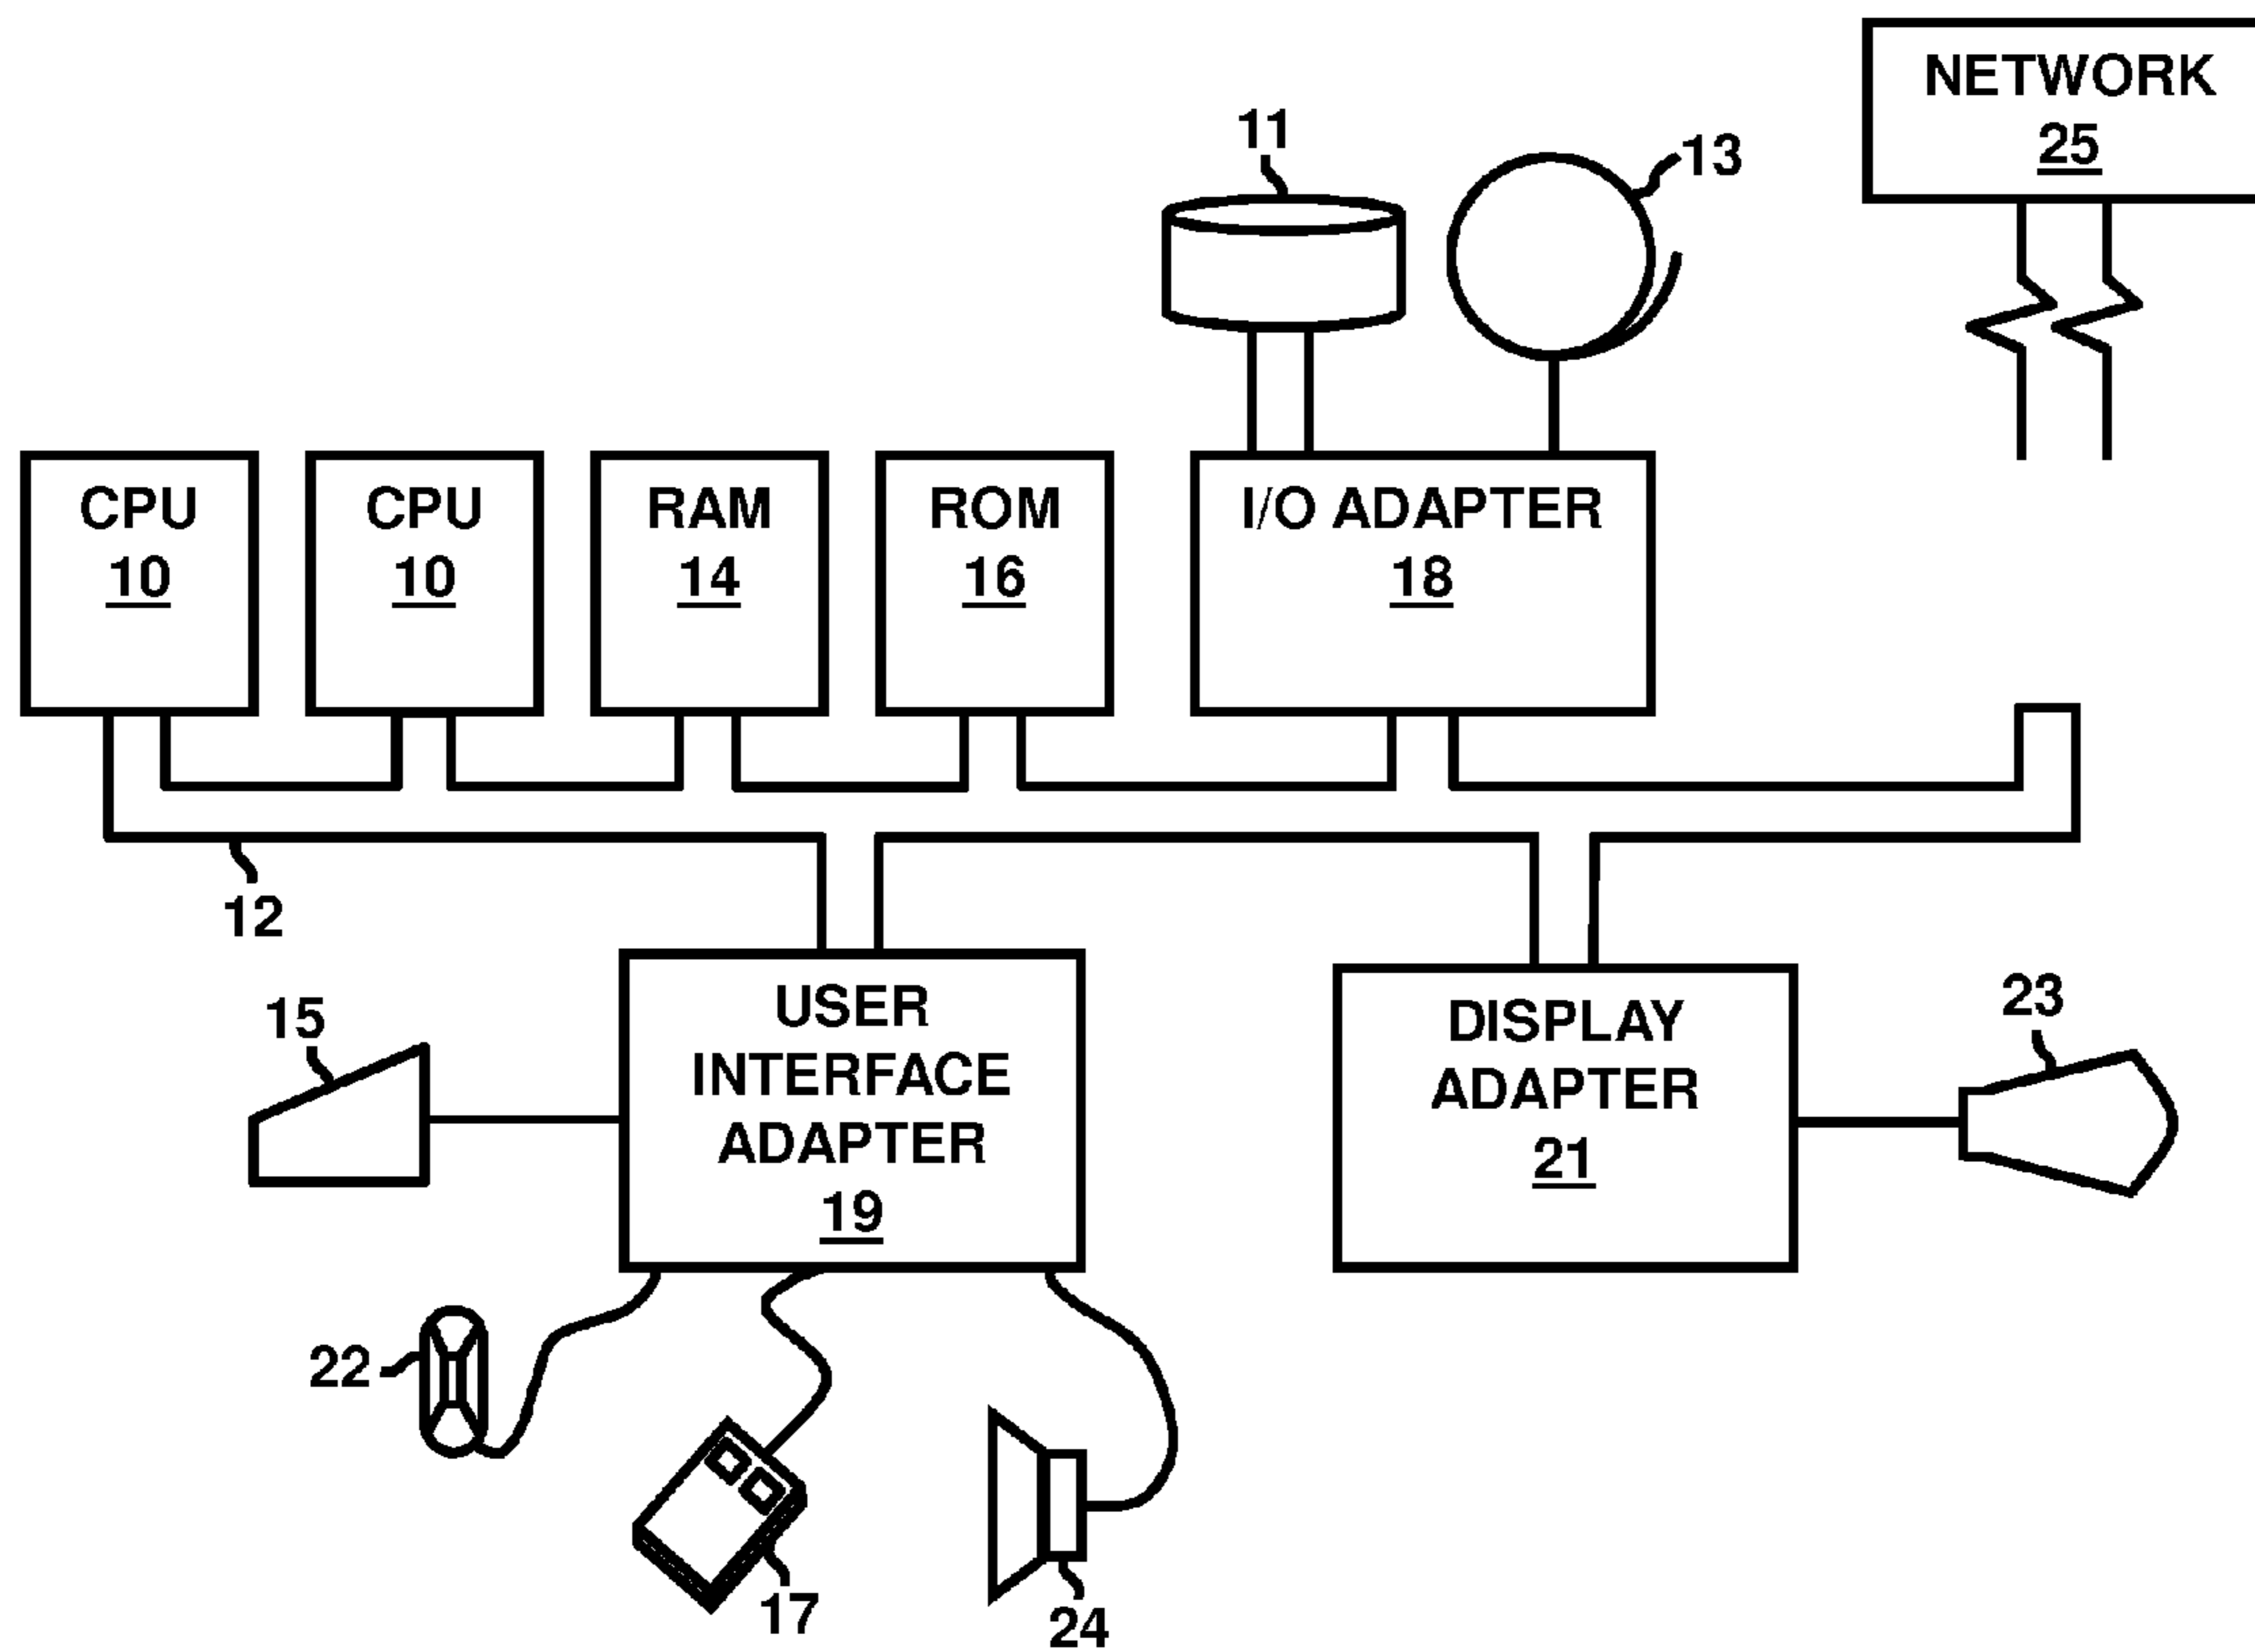 NETWORK
25
11
13
CPU
10
CPU
10
RAM
14
ROM
16
I/O ADAPTER
18
12
15
USER
INTERFACE
ADAPTER
19
DISPLAY
ADAPTER
21
23
22
17
24